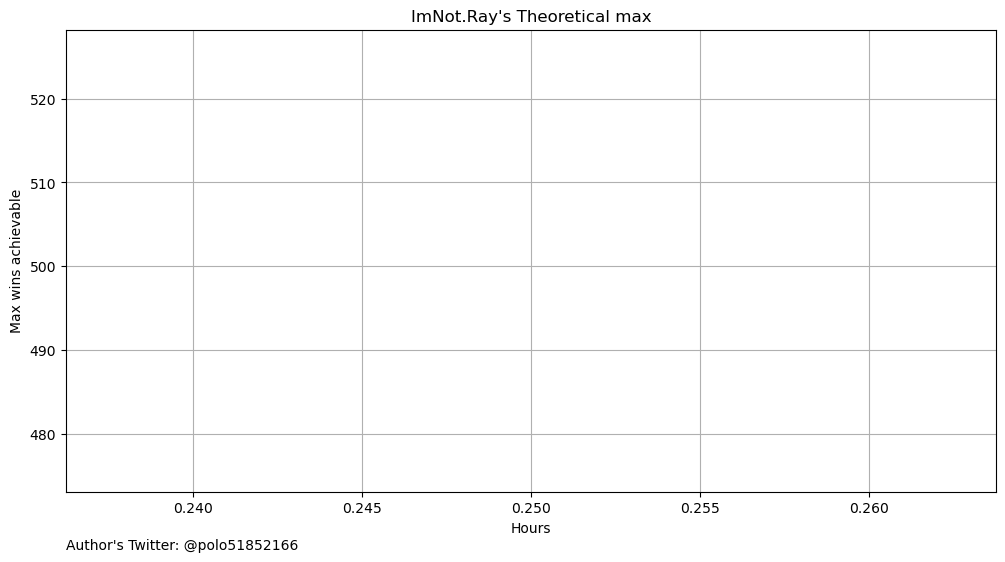 ImNot.Ray's Theoretical max
520
510
500
490
480
Max wins achievable
0.240 0.245 0.250 0.255 0.260
Hours
Author's Twitter: @polo51852166